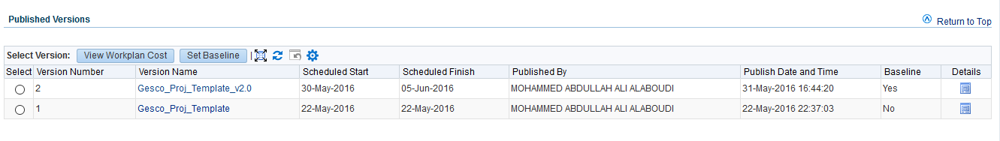 Published Versions
Return to Top
Select Version: View Workplan Cost Set Baseline
Select Version Number Version Name Scheduled Start Scheduled Finish Published By Publish Date and Time Baseline Details
2 Gesco_Proj_Template_v2.0 30-May-2016 05-Jun-2016 MOHAMMED ABDULLAH ALI ALABOUDI 31-May-2016 16:44:20 Yes
1 Gesco_Proj_Template 22-May-2016 22-May-2016 MOHAMMED ABDULLAH ALI ALABOUDI 22-May-2016 22:37:03 No